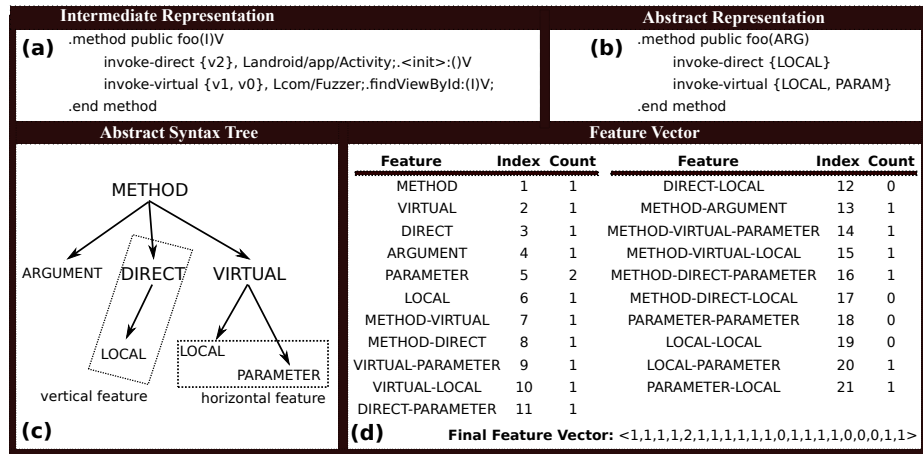 Intermediate Representation
(a)
.method public foo(I)V
invoke-direct {v2}, Landroid/app/Activity;.<init>:()V
invoke-virtual {v1, v0}, Lcom/Fuzzer;.findViewById:(I)V;
.end method
Abstract Representation
(b)
.method public foo(ARG)
invoke-direct {LOCAL}
invoke-virtual {LOCAL, PARAM}
.end method
Abstract Syntax Tree
METHOD
ARGUMENT DIRECT VIRTUAL
LOCAL LOCAL
PARAMETER
vertical feature horizontal feature
(c)
Feature Vector
Feature Index Count Feature Index Count
METHOD 1 1 DIRECT-LOCAL 12 0
VIRTUAL 2 1 METHOD-ARGUMENT 13 1
DIRECT 3 1 METHOD-VIRTUAL-PARAMETER 14 1
ARGUMENT 4 1 METHOD-VIRTUAL-LOCAL 15 1
PARAMETER 5 2 METHOD-DIRECT-PARAMETER 16 1
LOCAL 6 1 METHOD-DIRECT-LOCAL 17 0
METHOD-VIRTUAL 7 1 PARAMETER-PARAMETER 18 0
METHOD-DIRECT 8 1 LOCAL-LOCAL 19 0
VIRTUAL-PARAMETER 9 1 LOCAL-PARAMETER 20 1
VIRTUAL-LOCAL 10 1 PARAMETER-LOCAL 21 1
DIRECT-PARAMETER 11 1
(d) Final Feature Vector: <1,1,1,1,2,1,1,1,1,1,1,0,1,1,1,1,0,0,0,1,1>